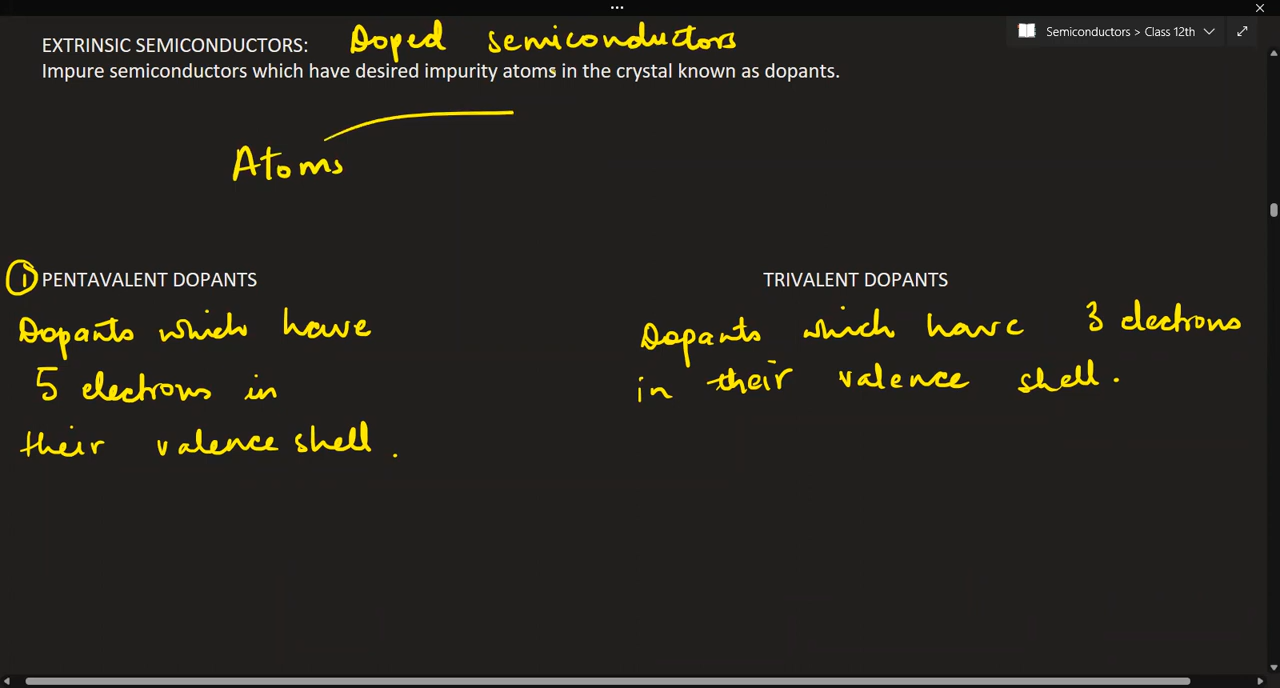 Semiconductors > Class 12th
EXTRINSIC SEMICONDUCTORS: Doped semiconductors
Impure semiconductors which have desired impurity atoms in the crystal known as dopants.
Atoms
1 PENTAVALENT DOPANTS
Dopants which have
5 electrons in
their valence shell.
TRIVALENT DOPANTS
Dopants which have 3 electrons
in their valence shell.